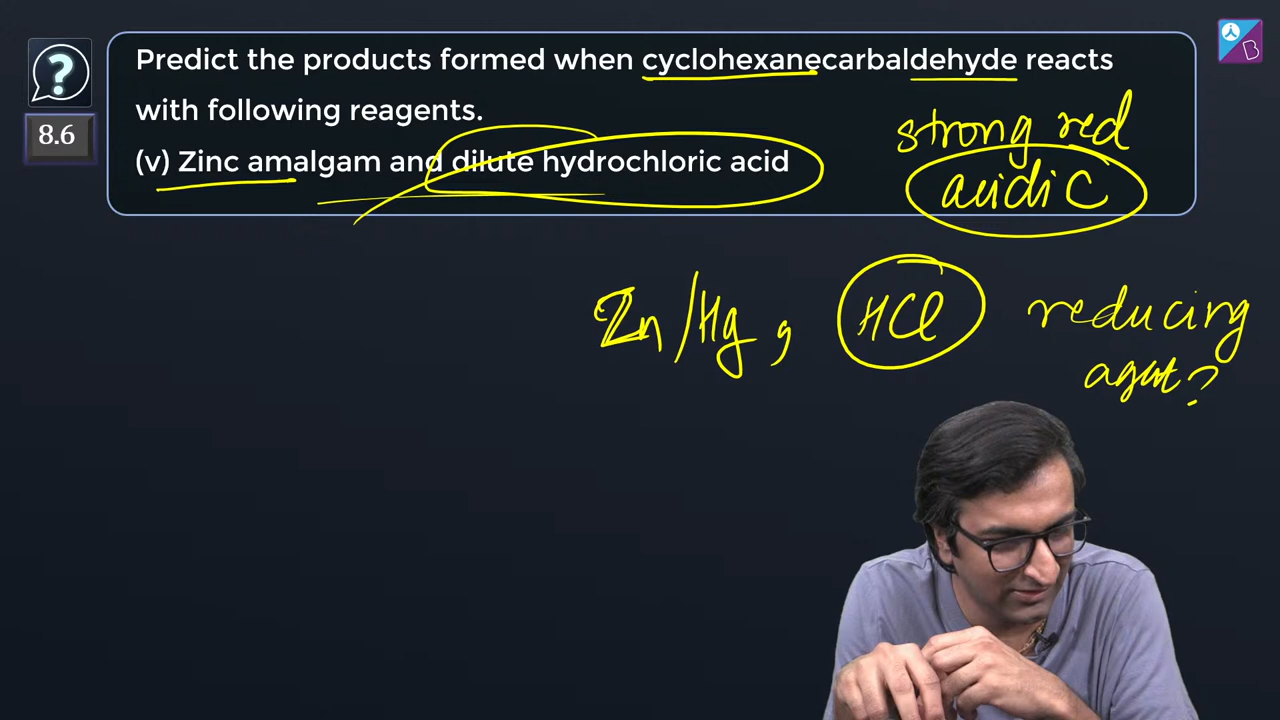 Predict the products formed when cyclohexanecarbaldehyde reacts
with following reagents.
8.6
(v) Zinc amalgam and dilute hydrochloric acid
strong red
acidic
Zn/Hg, HCl reducing
agent?
B